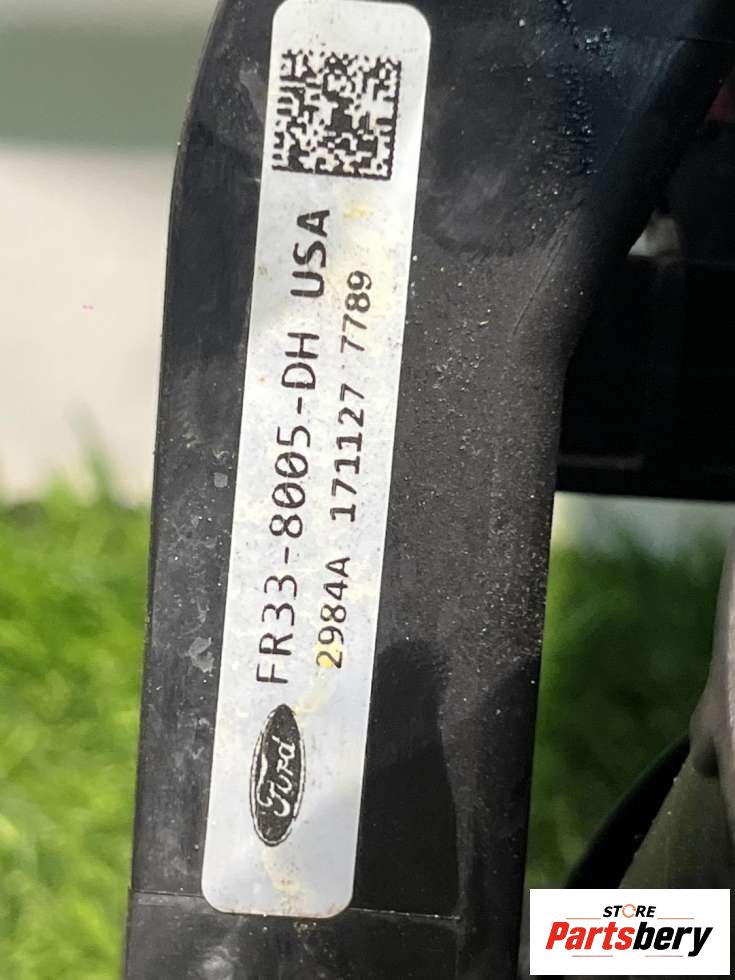 FR33-8005-DH USA
2984A 171127 7789
Ford
STORE
Partsbery